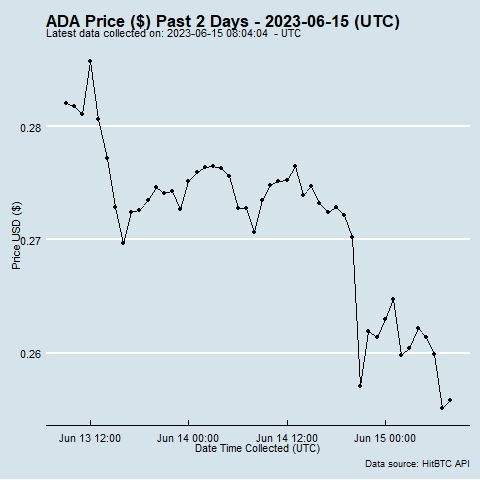 ADA Price ($) Past 2 Days - 2023-06-15 (UTC)
Latest data collected on: 2023-06-15 08:04:04 - UTC
0.28
0.27
0.26
Price USD ($)
Jun 13 12:00
Jun 14 00:00
Jun 14 12:00
Jun 15 00:00
Date Time Collected (UTC)
Data source: HitBTC API